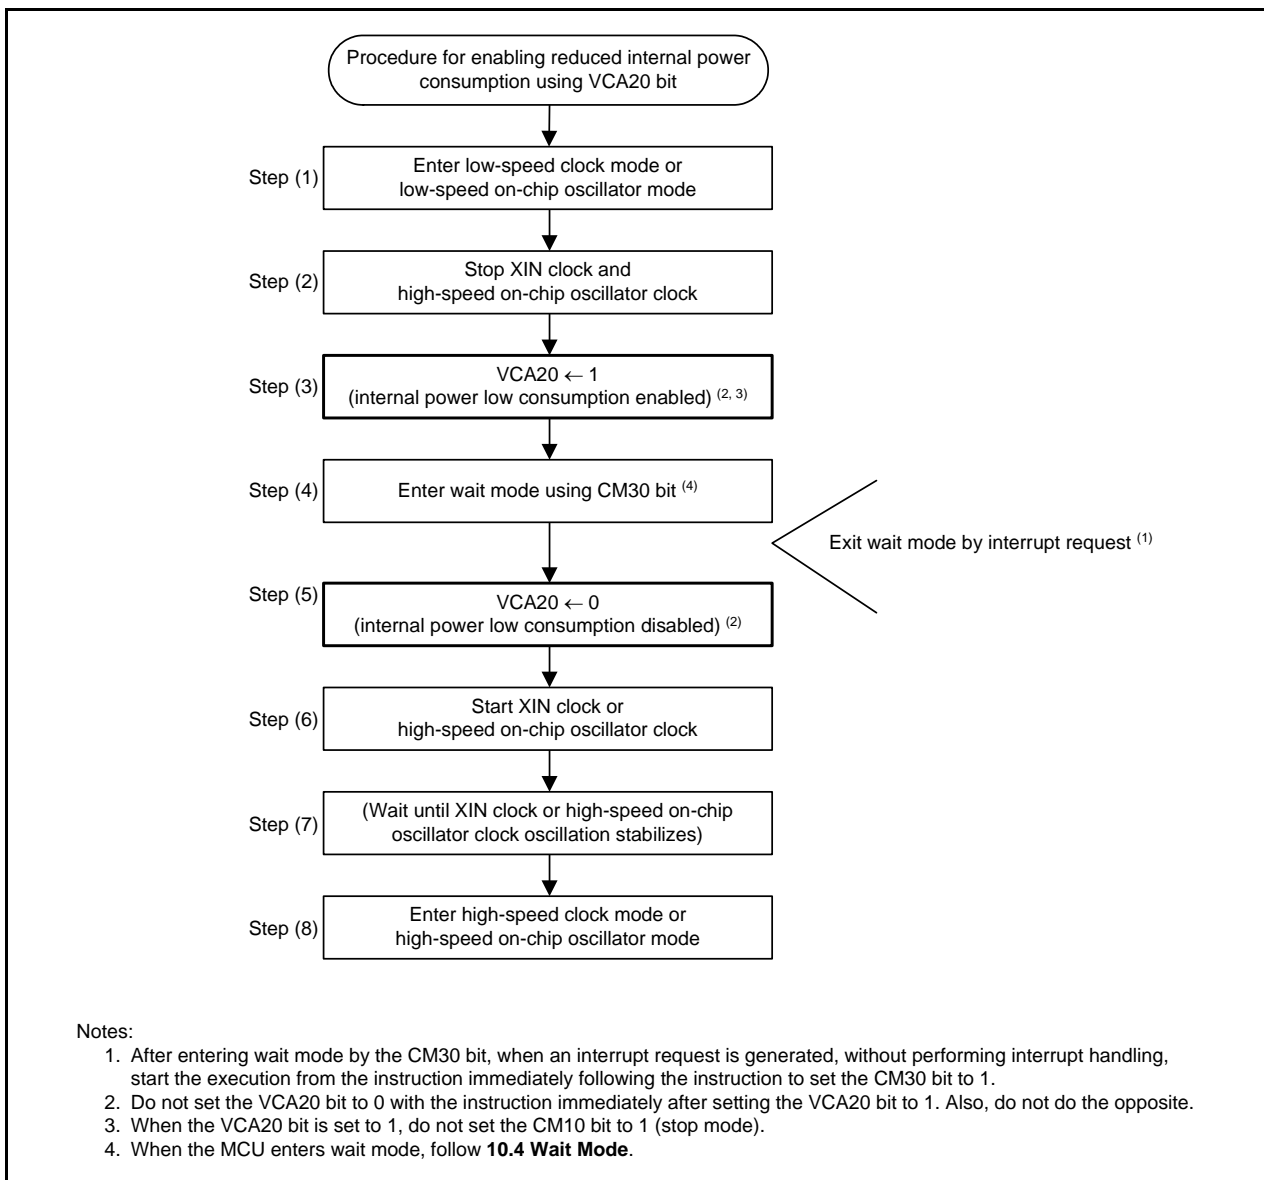 Procedure for enabling reduced internal power
consumption using VCA20 bit
Step (1)
Enter low-speed clock mode or
low-speed on-chip oscillator mode
Step (2)
Stop XIN clock and
high-speed on-chip oscillator clock
Step (3)
VCA20 ← 1
(internal power low consumption enabled) (2, 3)
Step (4)
Enter wait mode using CM30 bit (4)
Exit wait mode by interrupt request (1)
Step (5)
VCA20 ← 0
(internal power low consumption disabled) (2)
Step (6)
Start XIN clock or
high-speed on-chip oscillator clock
Step (7)
(Wait until XIN clock or high-speed on-chip
oscillator clock oscillation stabilizes)
Step (8)
Enter high-speed clock mode or
high-speed on-chip oscillator mode
Notes:
1. After entering wait mode by the CM30 bit, when an interrupt request is generated, without performing interrupt handling,
start the execution from the instruction immediately following the instruction to set the CM30 bit to 1.
2. Do not set the VCA20 bit to 0 with the instruction immediately after setting the VCA20 bit to 1. Also, do not do the opposite.
3. When the VCA20 bit is set to 1, do not set the CM10 bit to 1 (stop mode).
4. When the MCU enters wait mode, follow 10.4 Wait Mode.